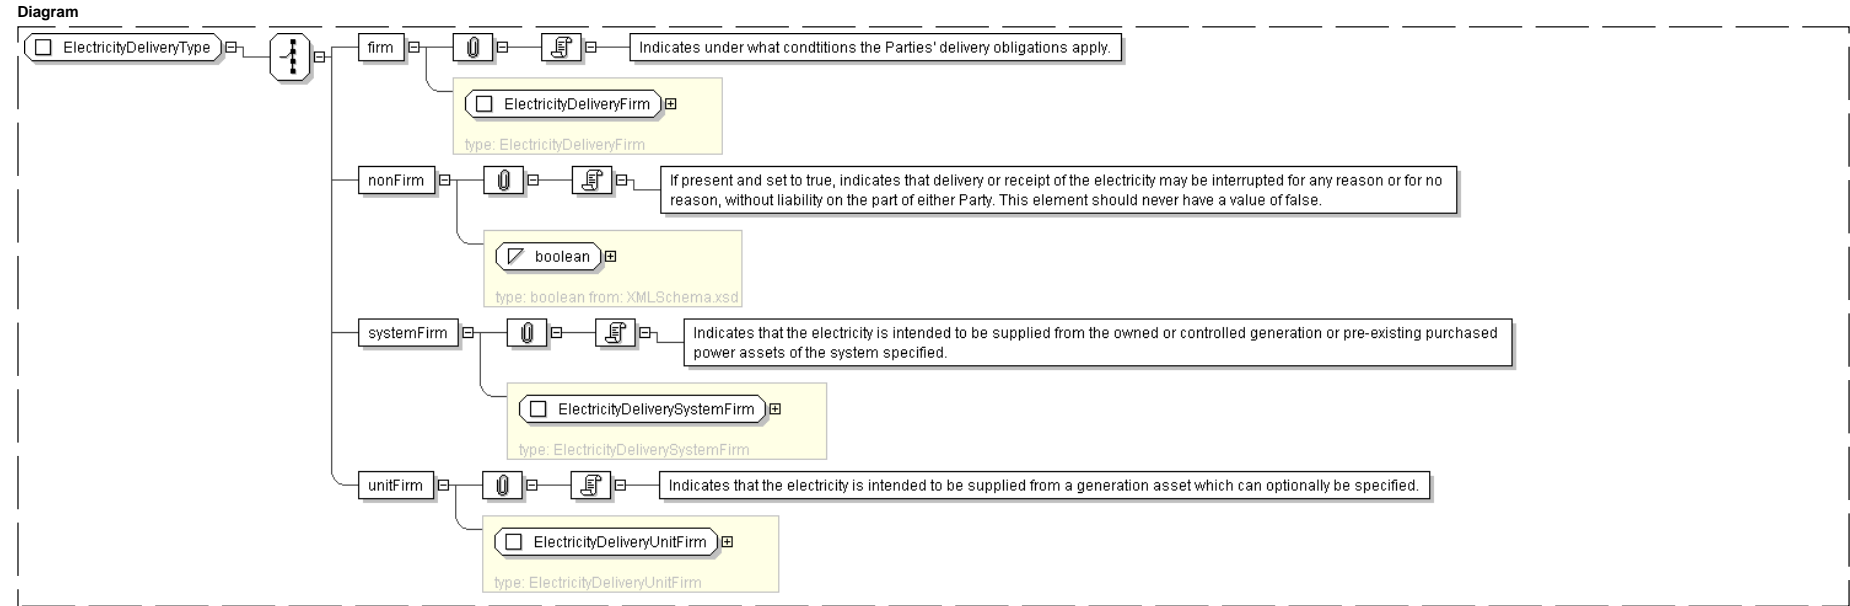 Diagram
ElectricityDeliveryType
firm
Indicates under what condtitions the Parties' delivery obligations apply.
ElectricityDeliveryFirm
type: ElectricityDeliveryFirm
nonFirm
If present and set to true, indicates that delivery or receipt of the electricity may be interrupted for any reason or for no
reason, without liability on the part of either Party. This element should never have a value of false.
boolean
type: boolean from: XMLSchema.xsd
systemFirm
Indicates that the electricity is intended to be supplied from the owned or controlled generation or pre-existing purchased
power assets of the system specified.
ElectricityDeliverySystemFirm
type: ElectricityDeliverySystemFirm
unitFirm
Indicates that the electricity is intended to be supplied from a generation asset which can optionally be specified.
ElectricityDeliveryUnitFirm
type: ElectricityDeliveryUnitFirm